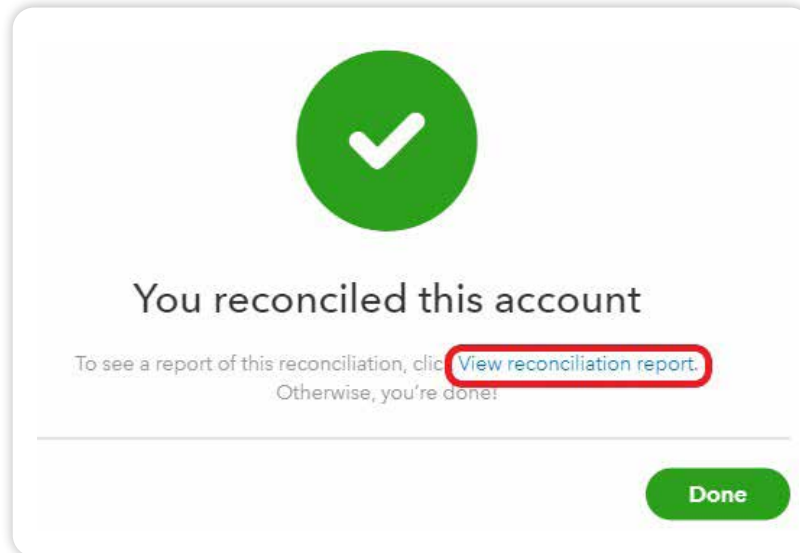 You reconciled this account
To see a report of this reconciliation, clic View reconciliation report.
Otherwise, you're done!
Done